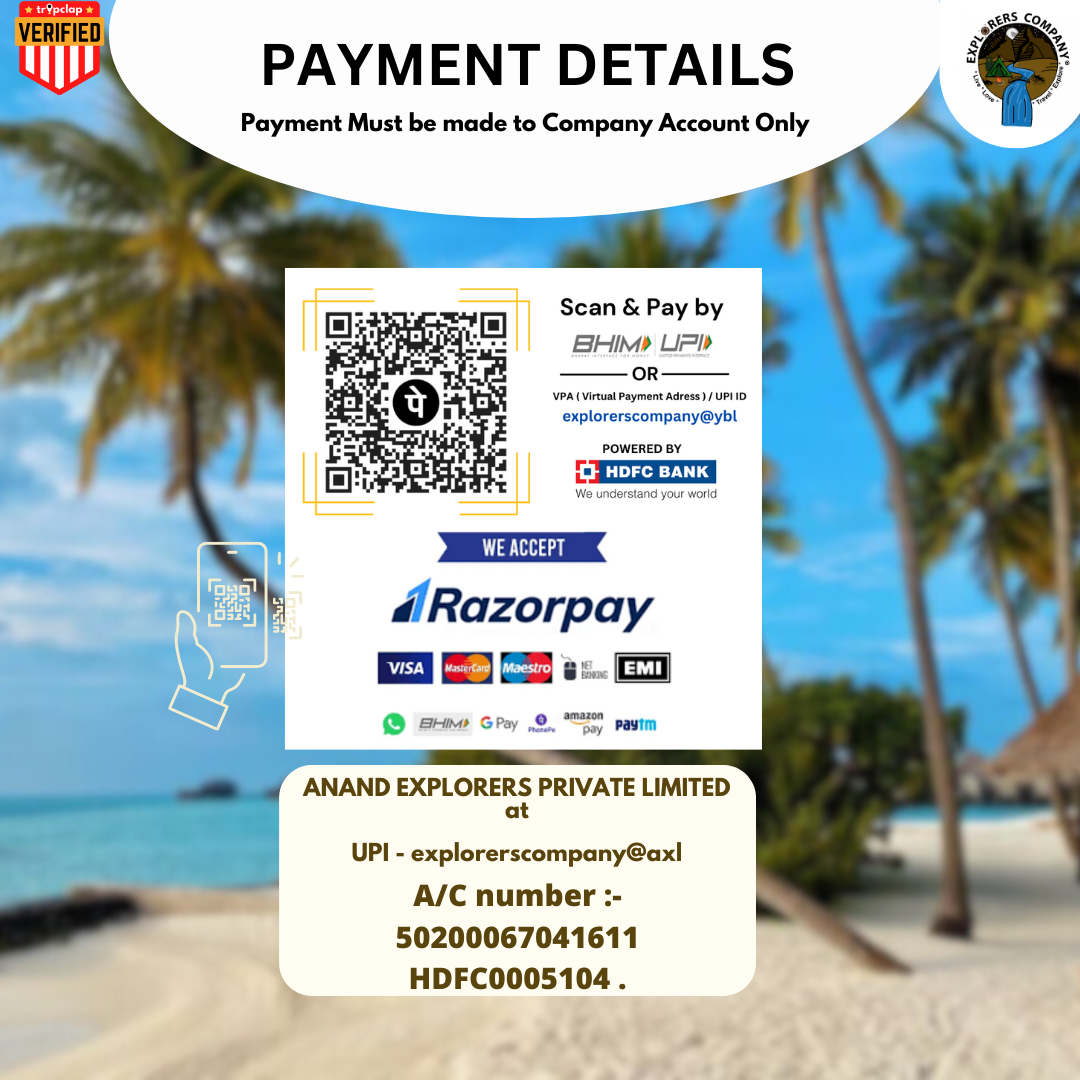 tripclap
VERIFIED
PAYMENT DETAILS
Payment Must be made to Company Account Only
EXPLORERS COMPANY®
"Live * Love * Travel * Explore"
Scan & Pay by
BHIM UPI
OR
VPA ( Virtual Payment Adress ) / UPI ID
explorerscompany@ybl
पे
POWERED BY
HDFC BANK
We understand your world
WE ACCEPT
Razorpay
VISA MasterCard Maestro NET BANKING EMI
BHIM G Pay PhonePe amazon pay paytm
ANAND EXPLORERS PRIVATE LIMITED
at
UPI - explorerscompany@axl
A/C number :-
50200067041611
HDFC0005104 .